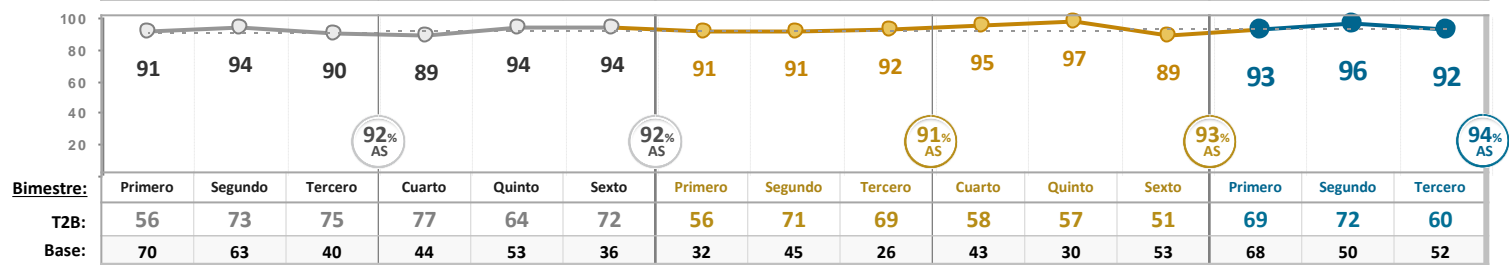 100
80
60
40
20
91 94 90 89 94 94 91 91 92 95 97 89 93 96 92
92% AS 92% AS 91% AS 93% AS 94% AS
Bimestre: Primero Segundo Tercero Cuarto Quinto Sexto Primero Segundo Tercero Cuarto Quinto Sexto Primero Segundo Tercero
T2B: 56 73 75 77 64 72 56 71 69 58 57 51 69 72 60
Base: 70 63 40 44 53 36 32 45 26 43 30 53 68 50 52